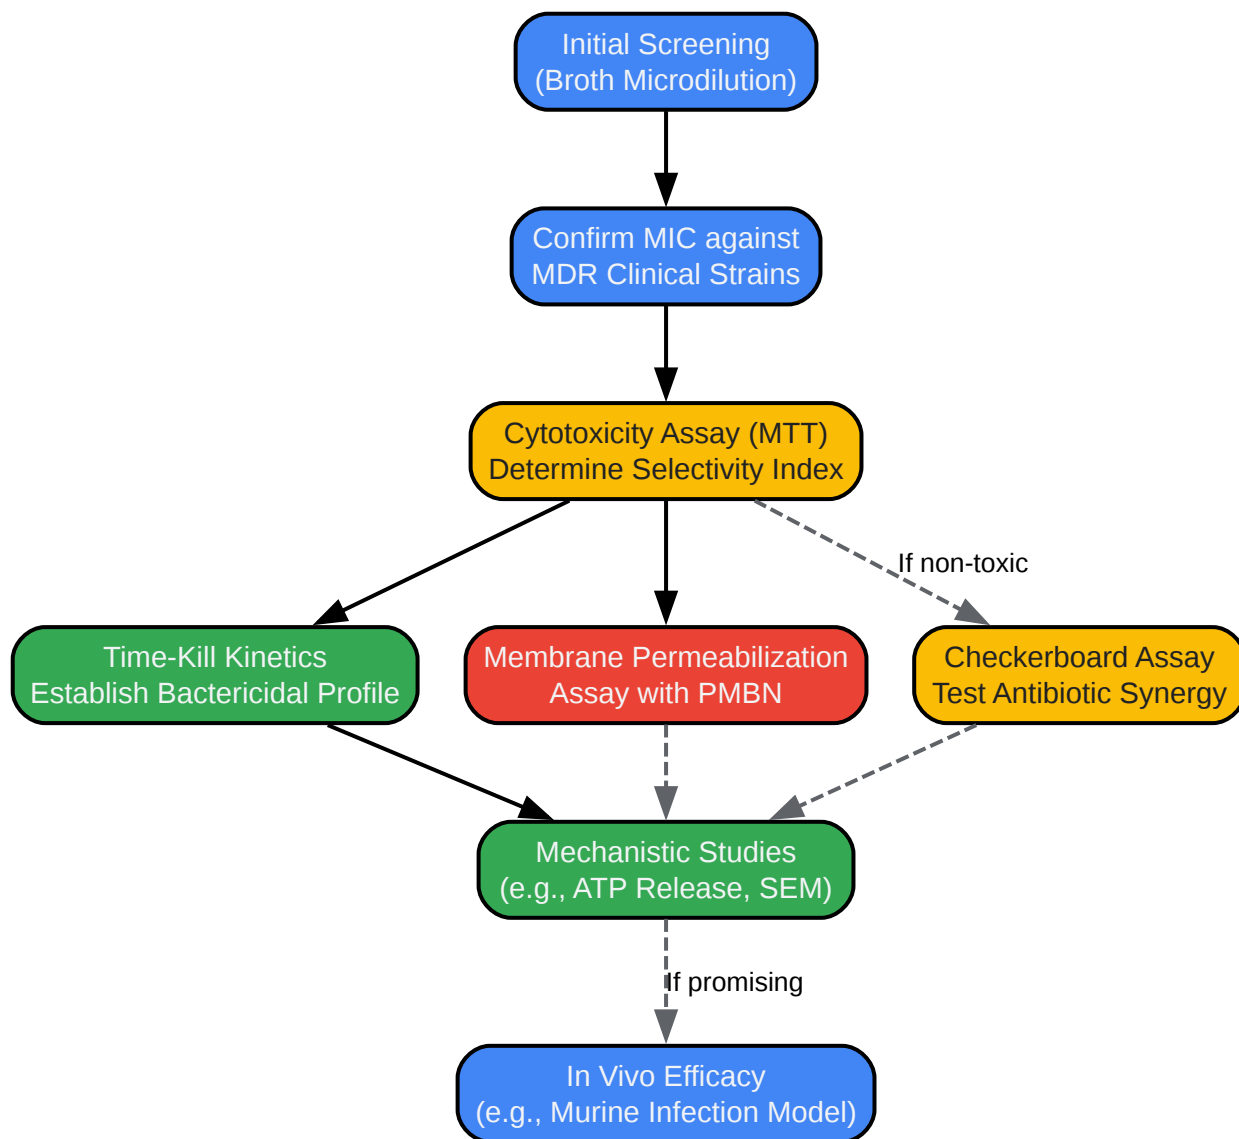 Initial Screening
(Broth Microdilution)
Confirm MIC against
MDR Clinical Strains
Cytotoxicity Assay (MTT)
Determine Selectivity Index
If non-toxic
Time-Kill Kinetics
Establish Bactericidal Profile
Membrane Permeabilization
Assay with PMBN
Checkerboard Assay
Test Antibiotic Synergy
Mechanistic Studies
(e.g., ATP Release, SEM)
If promising
In Vivo Efficacy
(e.g., Murine Infection Model)